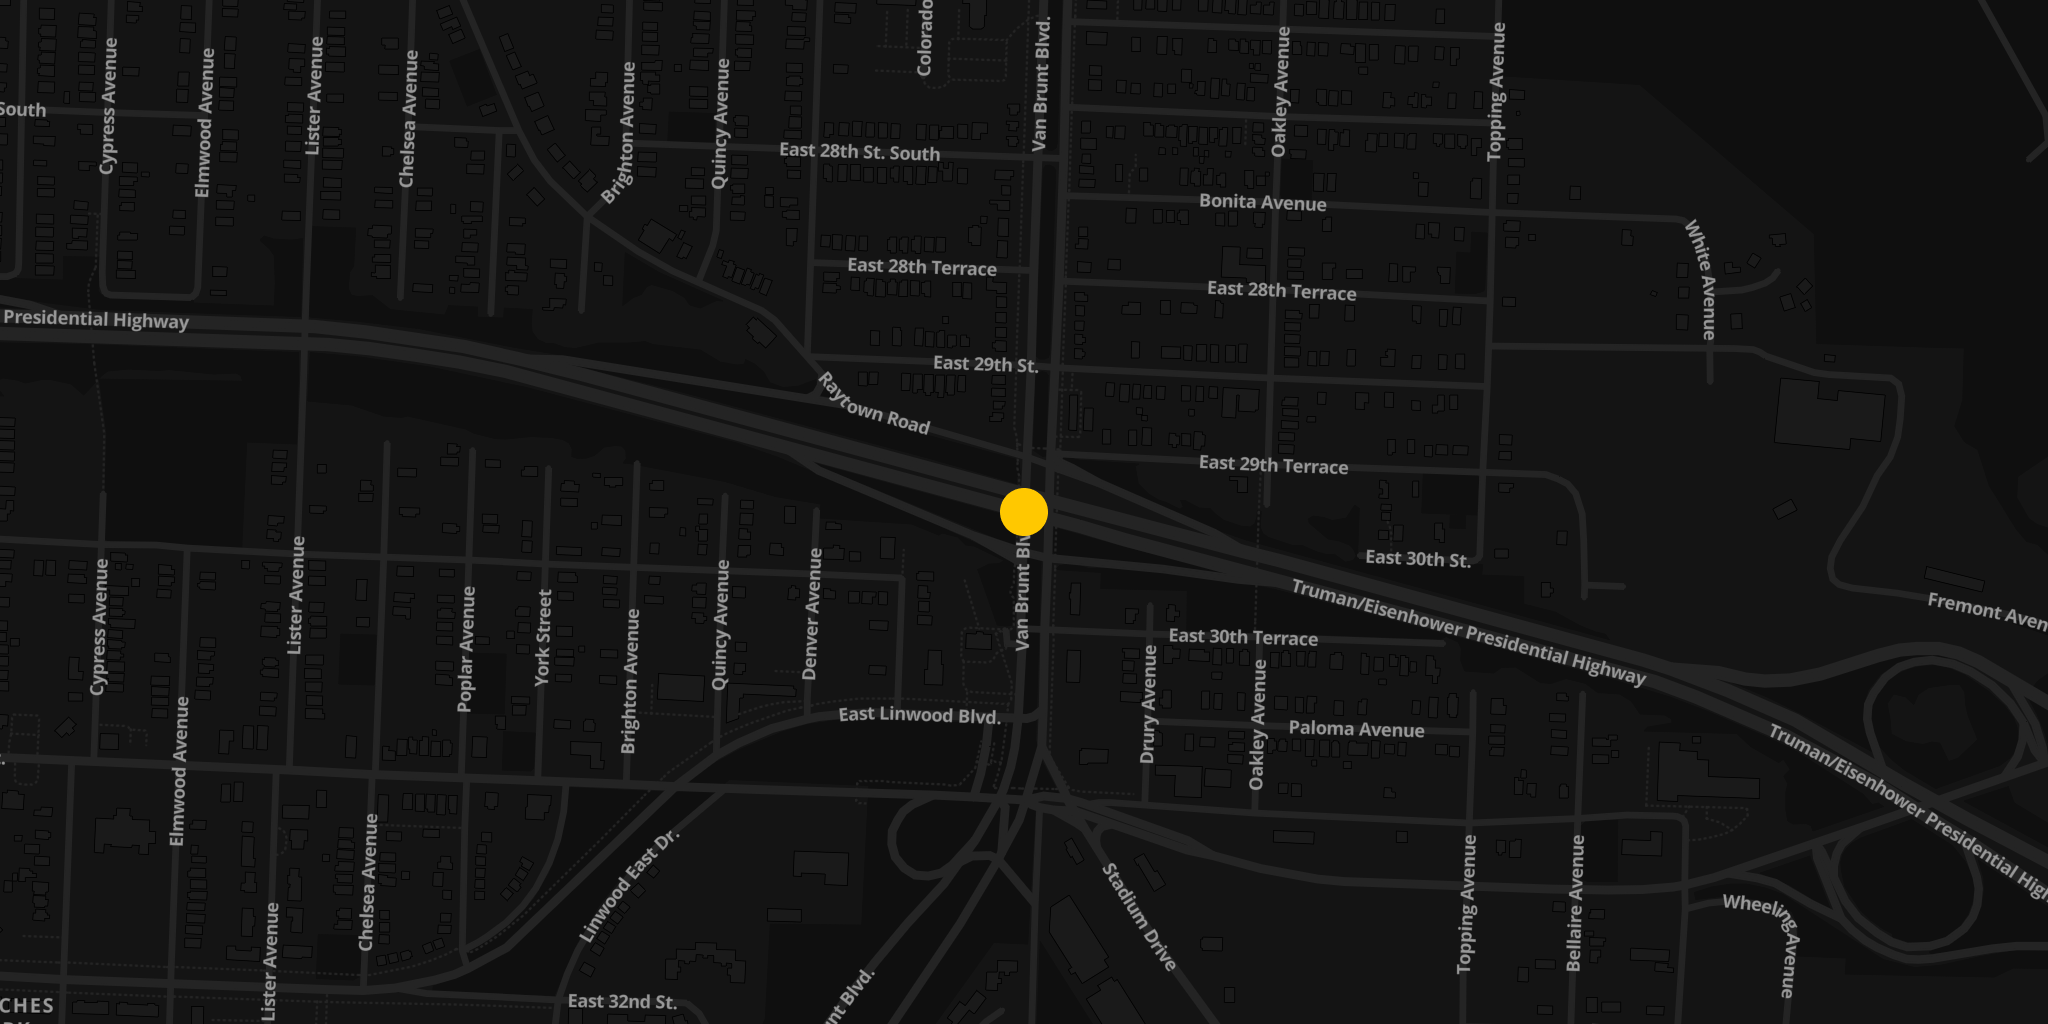 Colorado
Van Brunt Blvd.
Oakley Avenue
Topping Avenue
Cypress Avenue
Elmwood Avenue
Lister Avenue
Chelsea Avenue
Brighton Avenue
Quincy Avenue
South
East 28th St. South
Bonita Avenue
White Avenue
East 28th Terrace
East 28th Terrace
Presidential Highway
East 29th St.
Raytown Road
East 29th Terrace
East 30th St.
Van Brunt Blv
Truman/Eisenhower Presidential Highway
Fremont Aven
Cypress Avenue
Lister Avenue
Poplar Avenue
York Street
Brighton Avenue
Quincy Avenue
Denver Avenue
East 30th Terrace
Drury Avenue
Oakley Avenue
East Linwood Blvd.
Paloma Avenue
Truman/Eisenhower Presidential High
Elmwood Avenue
Chelsea Avenue
Linwood East Dr.
Stadium Drive
Topping Avenue
Bellaire Avenue
Wheeling Avenue
Lister Avenue
East 32nd St.
unt Blvd.
CHES